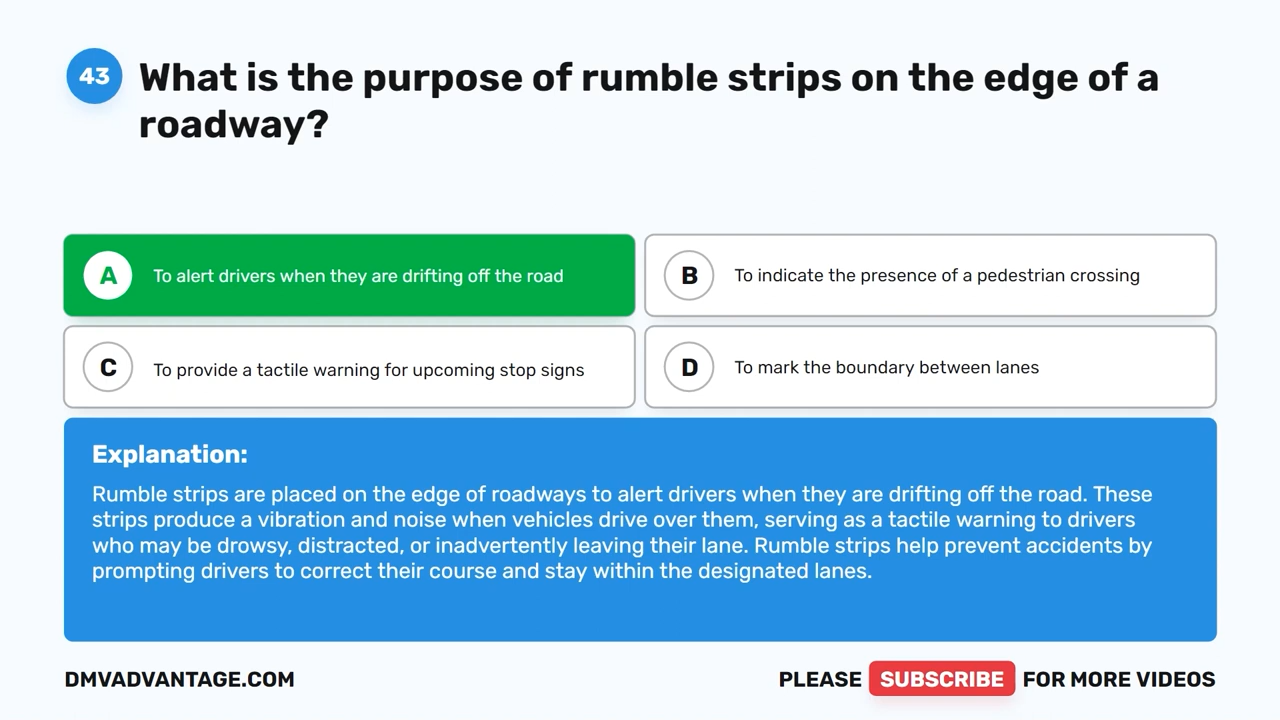 43
What is the purpose of rumble strips on the edge of a
roadway?
A To alert drivers when they are drifting off the road
B To indicate the presence of a pedestrian crossing
C To provide a tactile warning for upcoming stop signs
D To mark the boundary between lanes
Explanation:
Rumble strips are placed on the edge of roadways to alert drivers when they are drifting off the road. These
strips produce a vibration and noise when vehicles drive over them, serving as a tactile warning to drivers
who may be drowsy, distracted, or inadvertently leaving their lane. Rumble strips help prevent accidents by
prompting drivers to correct their course and stay within the designated lanes.
DMVADVANTAGE.COM
PLEASE SUBSCRIBE FOR MORE VIDEOS